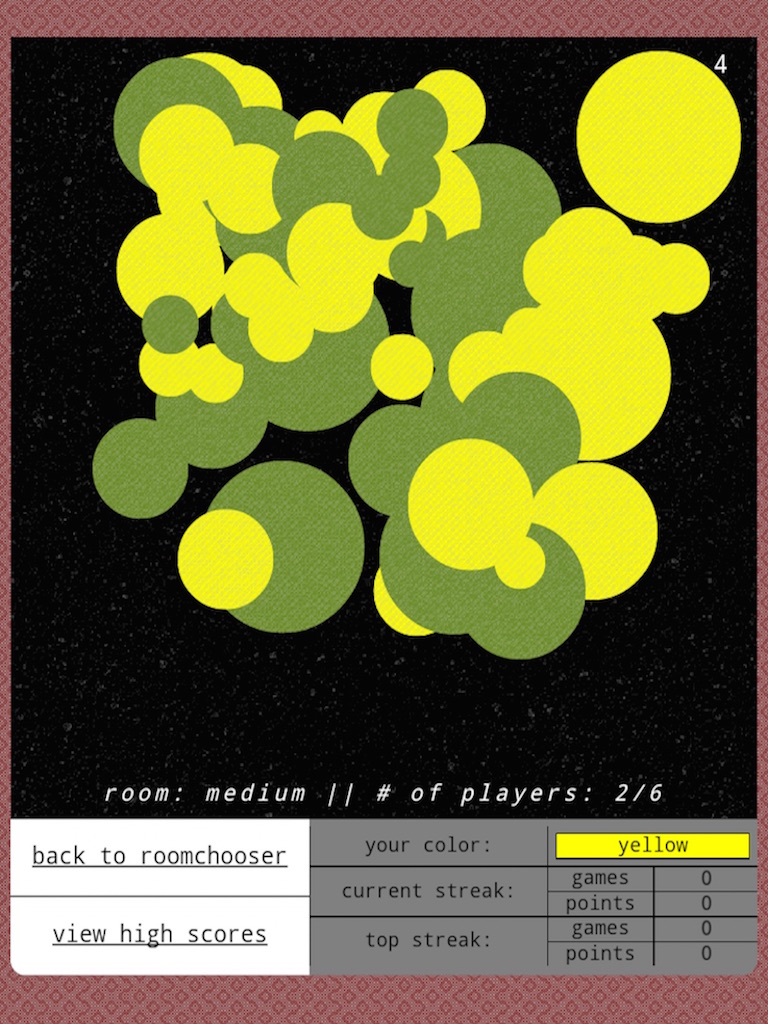 4
room: medium || # of players: 2/6
back to roomchooser
view high scores
your color: yellow
current streak: games 0
points 0
top streak: games 0
points 0